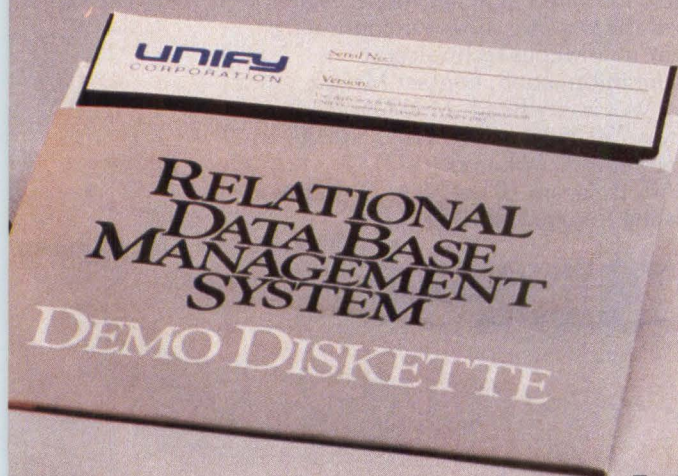 unify
CORPORATION
Serial No:
Version:
RELATIONAL
DATA BASE
MANAGEMENT
SYSTEM
DEMO DISKETTE